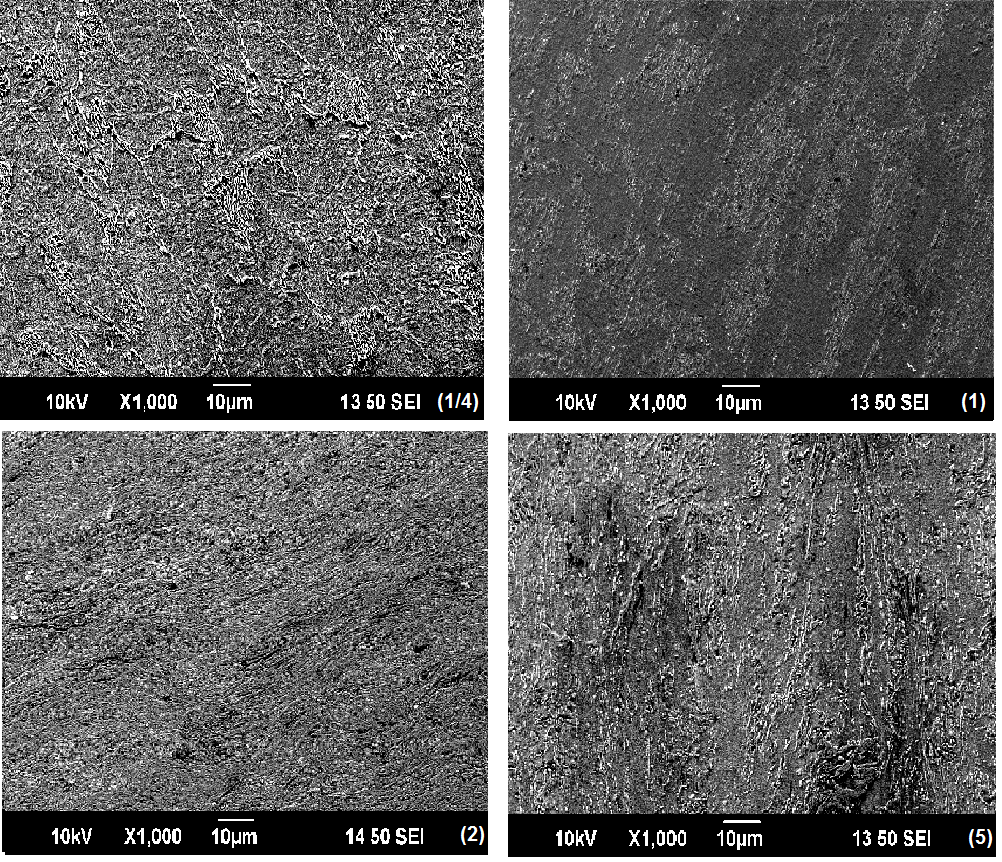 10kV X1,000 10μm 13 50 SEI (1/4)
10kV X1,000 10μm 13 50 SEI (1)
10kV X1,000 10μm 14 50 SEI (2)
10kV X1,000 10μm 13 50 SEI (5)